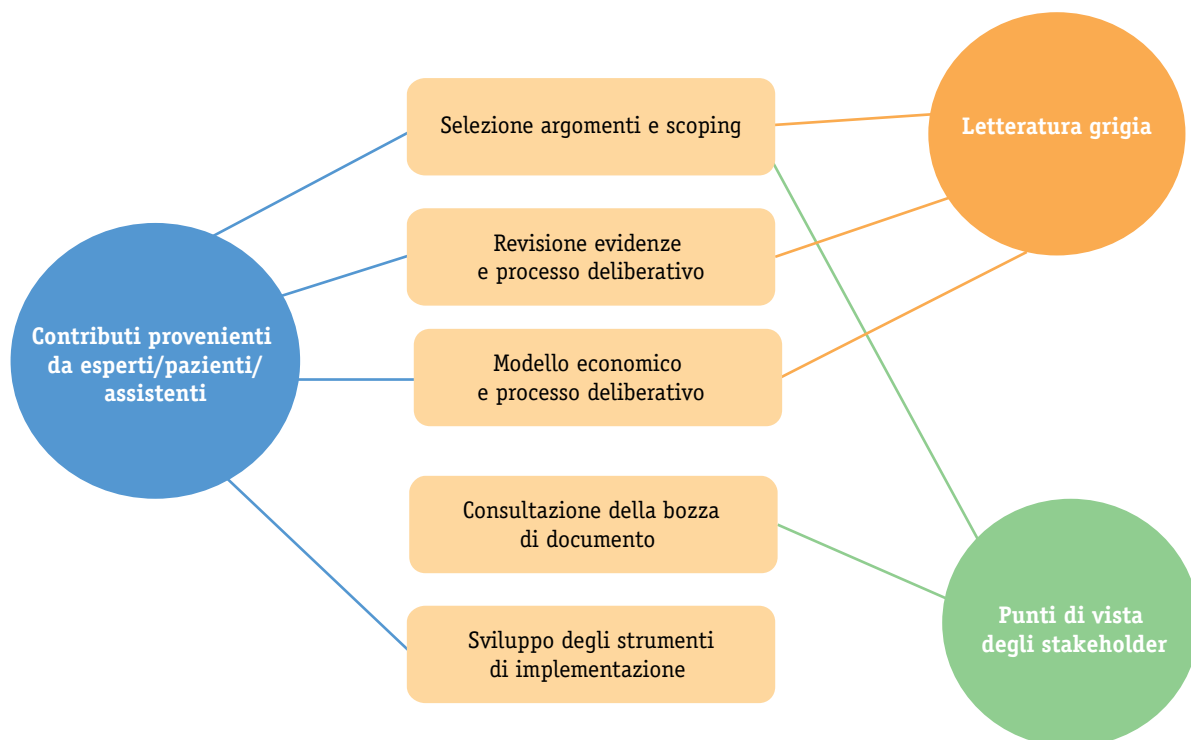 Selezione argomenti e scoping
Letteratura grigia
Revisione evidenze
e processo deliberativo
Contributi provenienti
da esperti/pazienti/
assistenti
Modello economico
e processo deliberativo
Consultazione della bozza
di documento
Punti di vista
degli stakeholder
Sviluppo degli strumenti
di implementazione